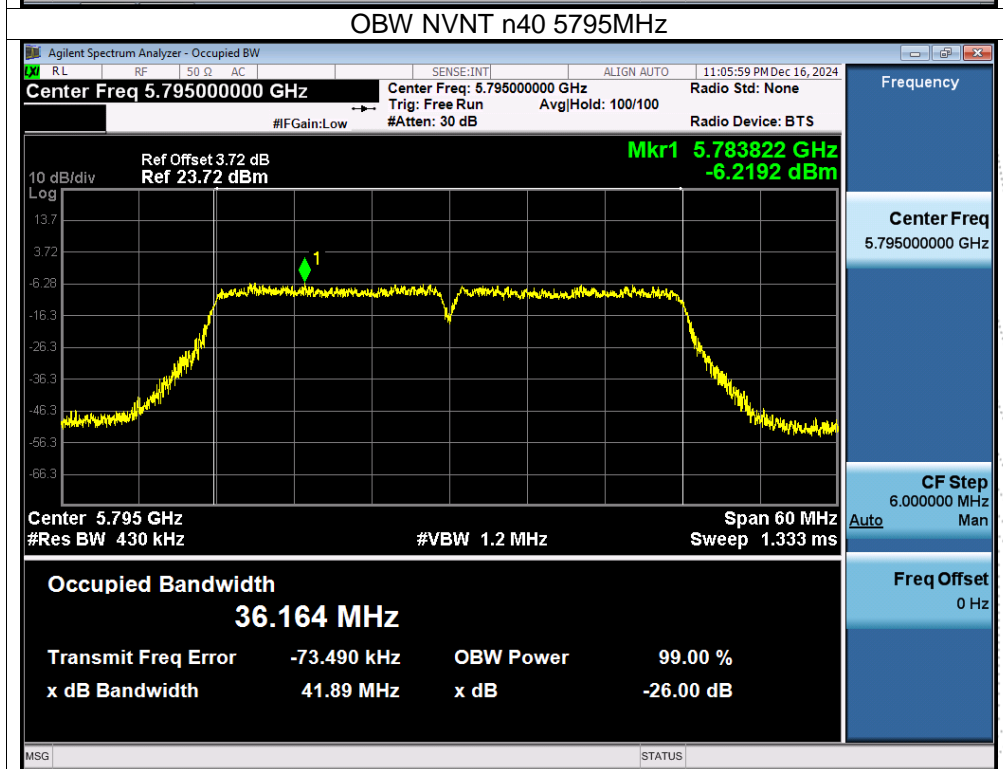 OBW NVNT n40 5795MHz
Agilent Spectrum Analyzer - Occupied BW
LXI RL RF 50 Ω AC SENSE:INT ALIGN AUTO 11:05:59 PM Dec 16, 2024
Center Freq 5.795000000 GHz Center Freq: 5.795000000 GHz Radio Std: None Frequency
Trig: Free Run Avg|Hold: 100/100
#IFGain:Low #Atten: 30 dB Radio Device: BTS
Mkr1 5.783822 GHz
-6.2192 dBm
Ref Offset 3.72 dB
10 dB/div Ref 23.72 dBm
Log
13.7
3.72
-6.28
-16.3
-26.3
-36.3
-46.3
-56.3
-66.3
1
Center Freq
5.795000000 GHz
Center 5.795 GHz Span 60 MHz
#Res BW 430 kHz #VBW 1.2 MHz Sweep 1.333 ms
CF Step
6.000000 MHz
Auto Man
Freq Offset
0 Hz
Occupied Bandwidth
36.164 MHz
Transmit Freq Error -73.490 kHz OBW Power 99.00 %
x dB Bandwidth 41.89 MHz x dB -26.00 dB
MSG STATUS